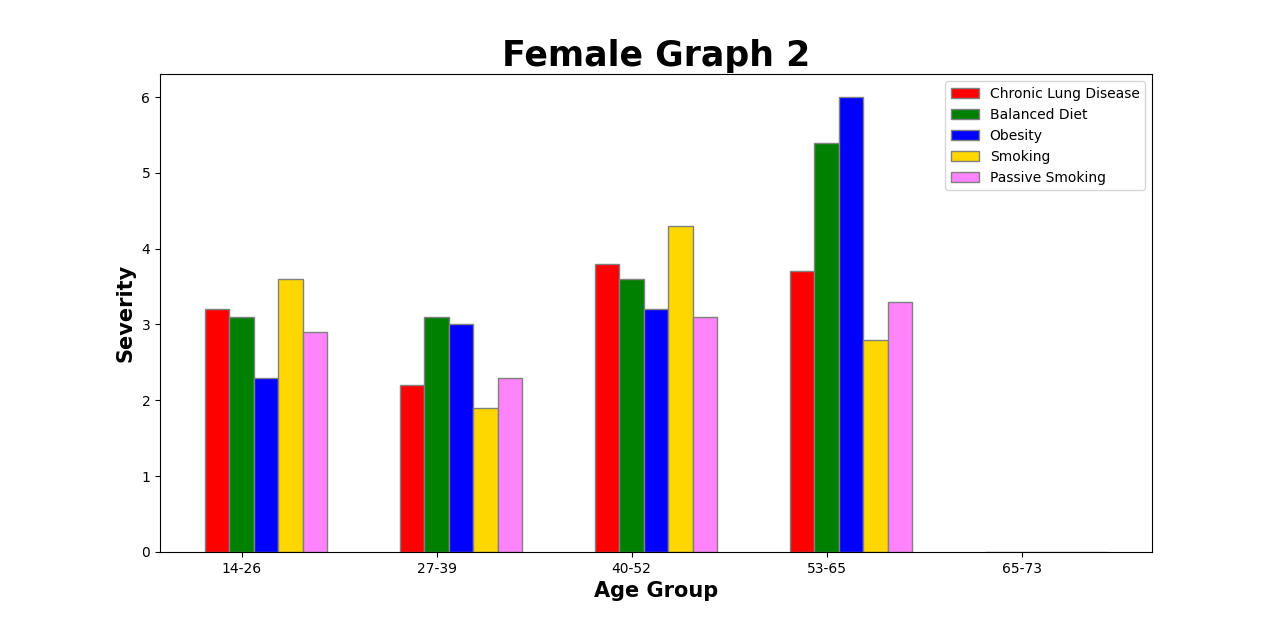 Female Graph 2
Chronic Lung Disease
Balanced Diet
Obesity
Smoking
Passive Smoking
6
5
4
3
2
1
0
Severity
14-26
27-39
40-52
53-65
65-73
Age Group